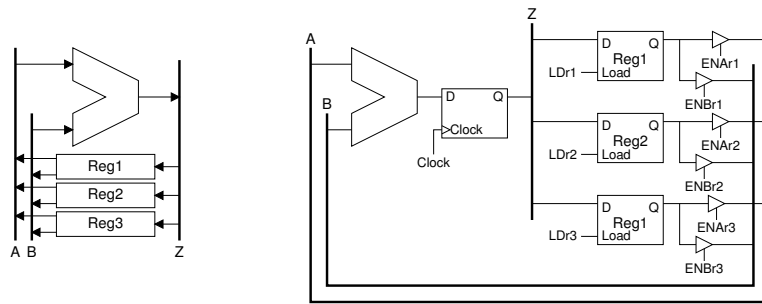 Reg1
Reg2
Reg3
A B Z
Z
A
D Q
Reg1
Load
LDr1
ENAr1
B
ENBr1
D Q
Clock
Clock
D Q
Reg2
Load
LDr2
ENAr2
ENBr2
D Q
Reg1
Load
LDr3
ENAr3
ENBr3